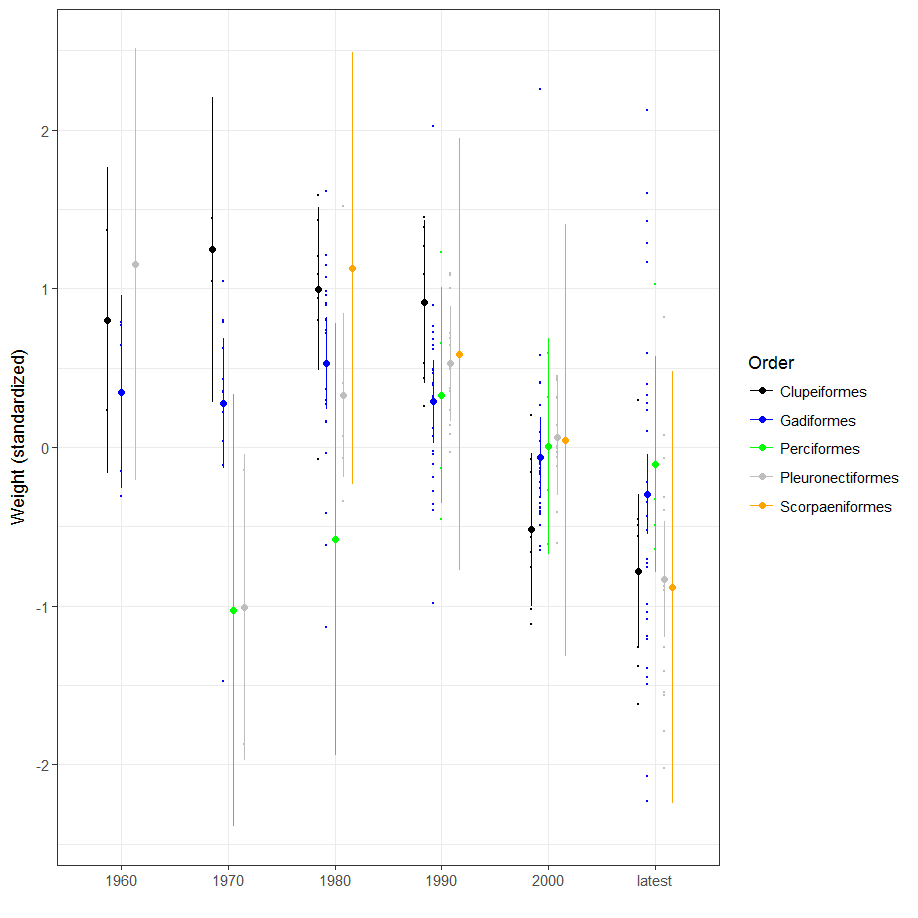 Weight (standardized)
2
1
0
-1
-2
1960 1970 1980 1990 2000 latest
Order
Clupeiformes
Gadiformes
Perciformes
Pleuronectiformes
Scorpaeniformes